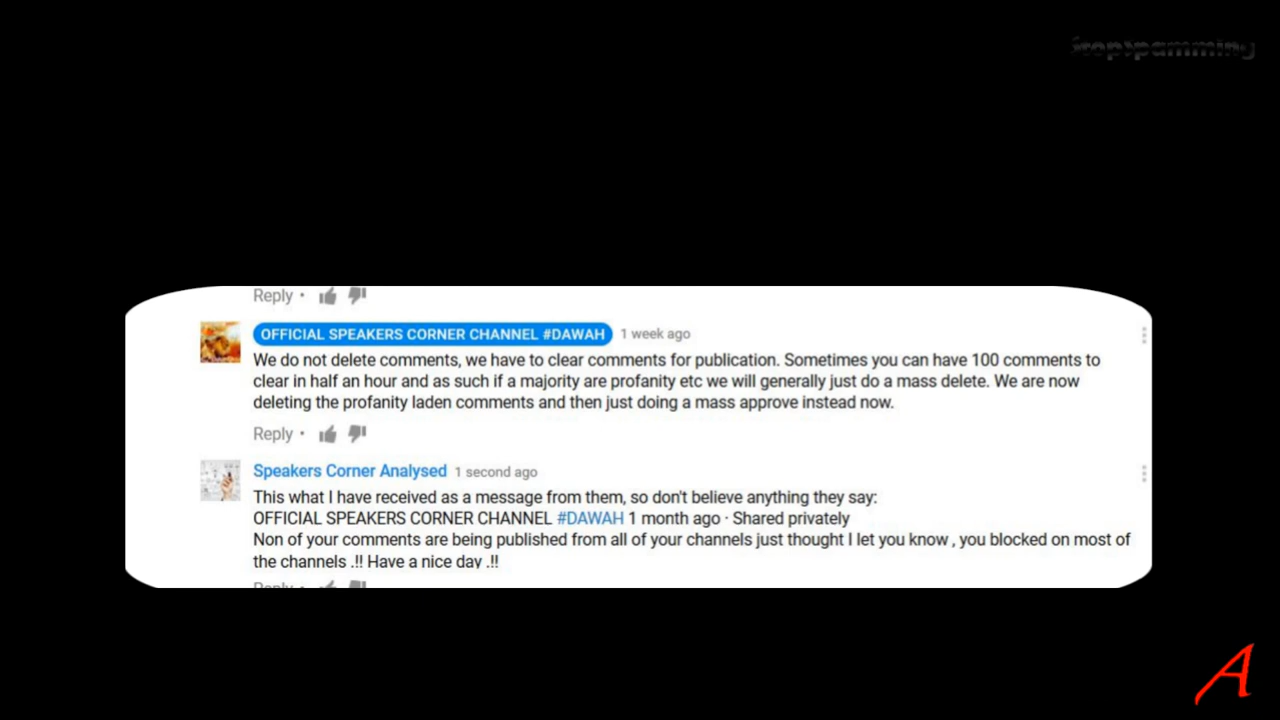 Reply •
OFFICIAL SPEAKERS CORNER CHANNEL #DAWAH 1 week ago
We do not delete comments, we have to clear comments for publication. Sometimes you can have 100 comments to
clear in half an hour and as such if a majority are profanity etc we will generally just do a mass delete. We are now
deleting the profanity laden comments and then just doing a mass approve instead now.
Reply •
Speakers Corner Analysed 1 second ago
This what I have received as a message from them, so don't believe anything they say:
OFFICIAL SPEAKERS CORNER CHANNEL #DAWAH 1 month ago · Shared privately
Non of your comments are being published from all of your channels just thought I let you know , you blocked on most of
the channels .!! Have a nice day .!!
Reply •
A